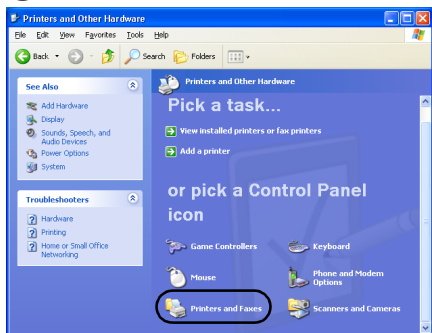 Printers and Other Hardware
File Edit View Favorites Tools Help
Back Search Folders
See Also
Add Hardware
Display
Sounds, Speech, and
Audio Devices
Power Options
System
Troubleshooters
Hardware
Printing
Home or Small Office
Networking
Printers and Other Hardware
Pick a task...
View installed printers or fax printers
Add a printer
or pick a Control Panel
icon
Game Controllers
Keyboard
Mouse
Phone and Modem
Options
Printers and Faxes
Scanners and Cameras